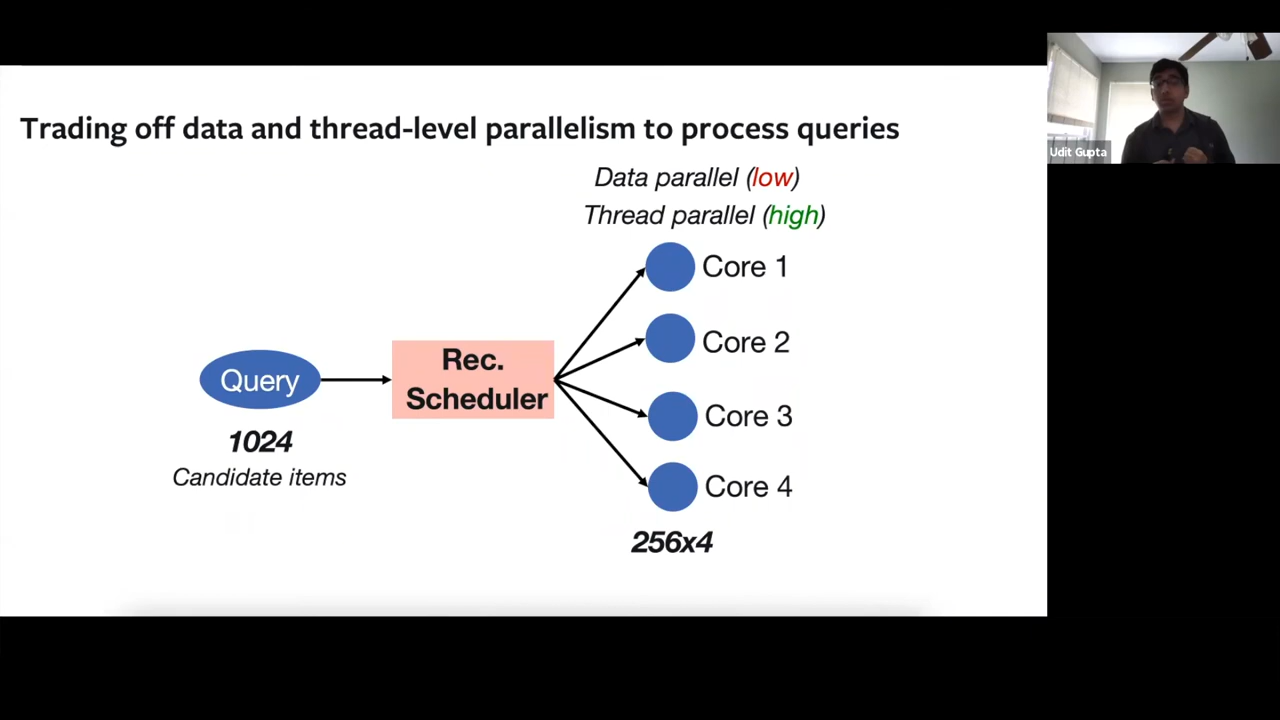 Trading off data and thread-level parallelism to process queries
Data parallel (low)
Thread parallel (high)
Core 1
Core 2
Core 3
Core 4
256x4
Rec.
Scheduler
Query
1024
Candidate items
Udit Gupta